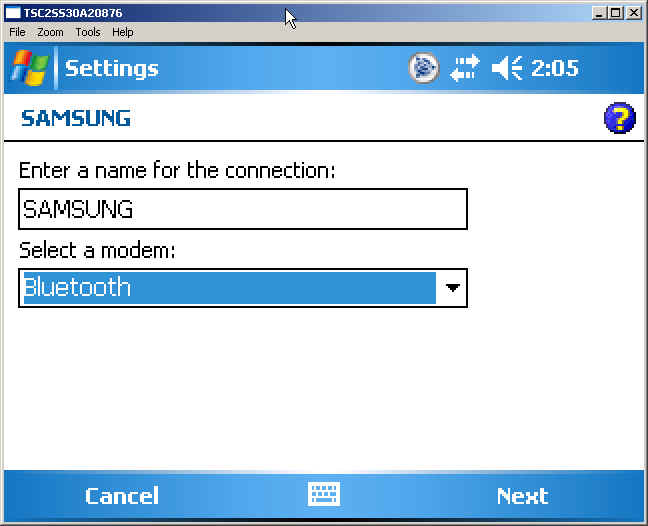 TSC2S530A20876
File Zoom Tools Help
Settings 2:05
SAMSUNG
Enter a name for the connection:
SAMSUNG
Select a modem:
Bluetooth
Cancel Next